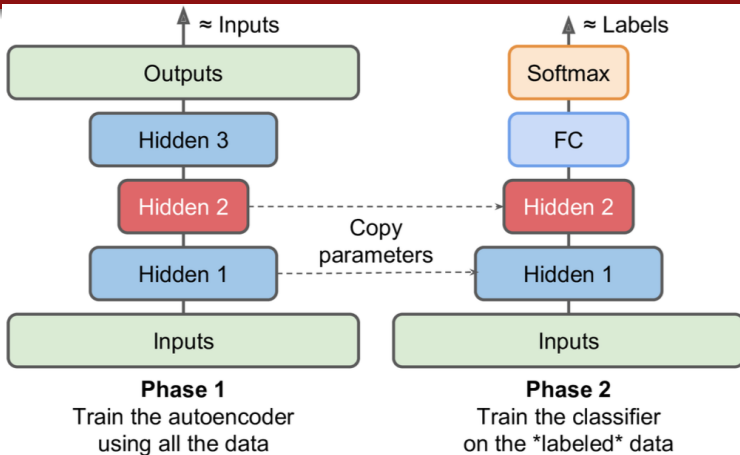 ≈ Inputs
Outputs
Hidden 3
Hidden 2
Hidden 1
Inputs
Phase 1
Train the autoencoder
using all the data
Copy
parameters
≈ Labels
Softmax
FC
Hidden 2
Hidden 1
Inputs
Phase 2
Train the classifier
on the *labeled* data